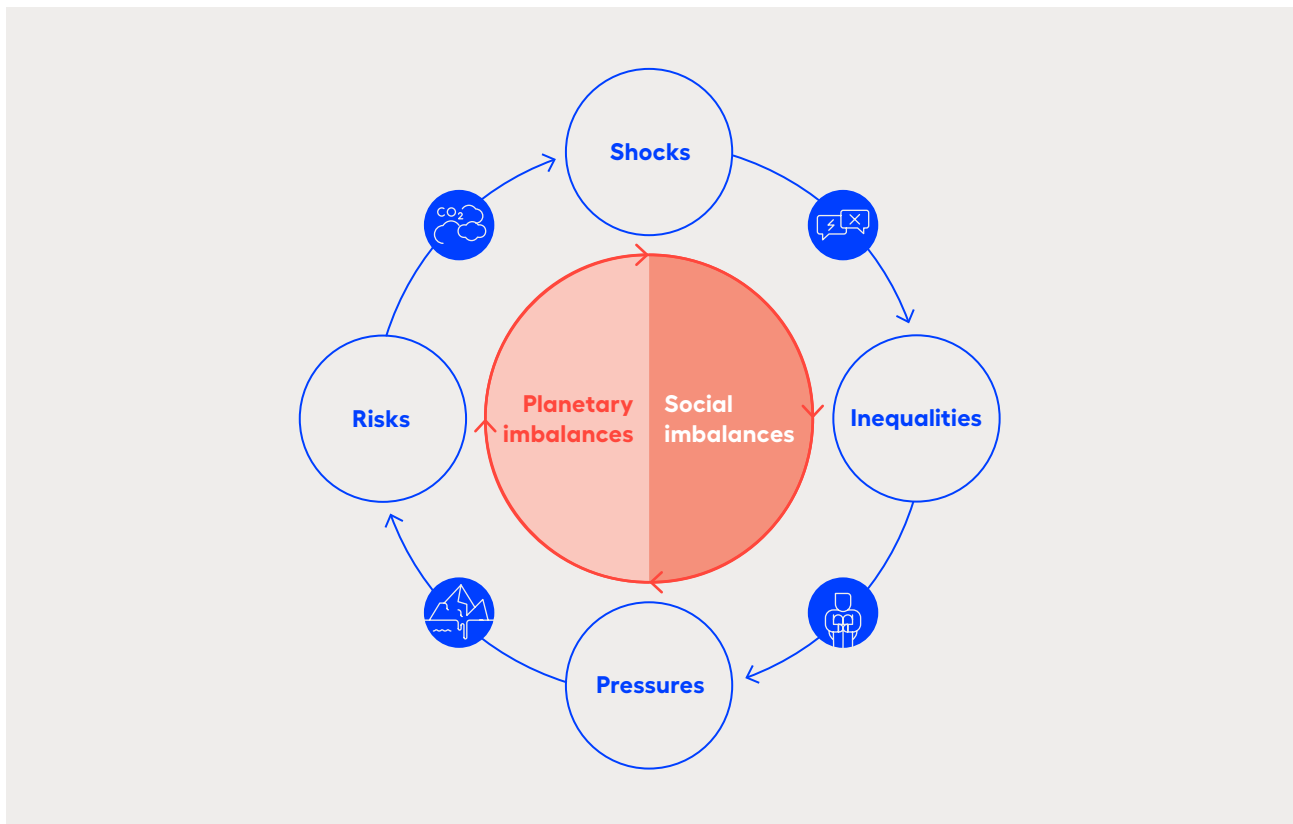 Shocks
CO2
Planetary
imbalances
Social
imbalances
Risks
Inequalities
Pressures